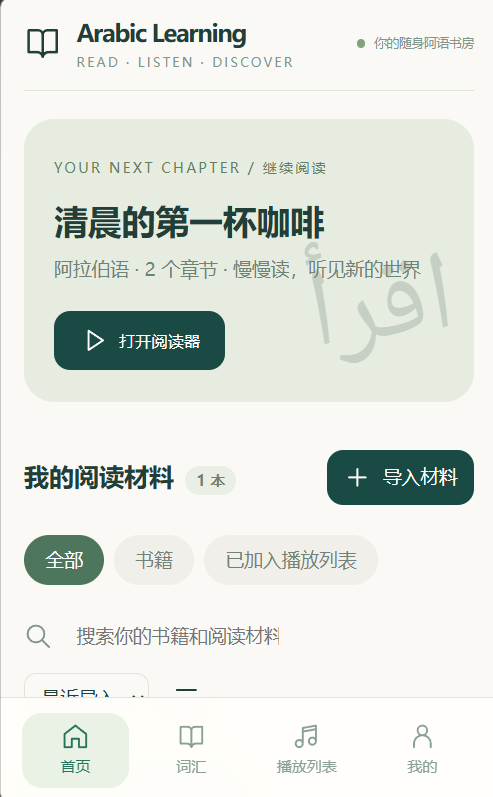 Arabic Learning
READ · LISTEN · DISCOVER
你的随身阿语书房
YOUR NEXT CHAPTER / 继续阅读
清晨的第一杯咖啡
阿拉伯语 · 2 个章节 · 慢慢读，听见新的世界
اقرأ
打开阅读器
我的阅读材料
1 本
导入材料
全部
书籍
已加入播放列表
搜索你的书籍和阅读材料
最近导入
首页
词汇
播放列表
我的